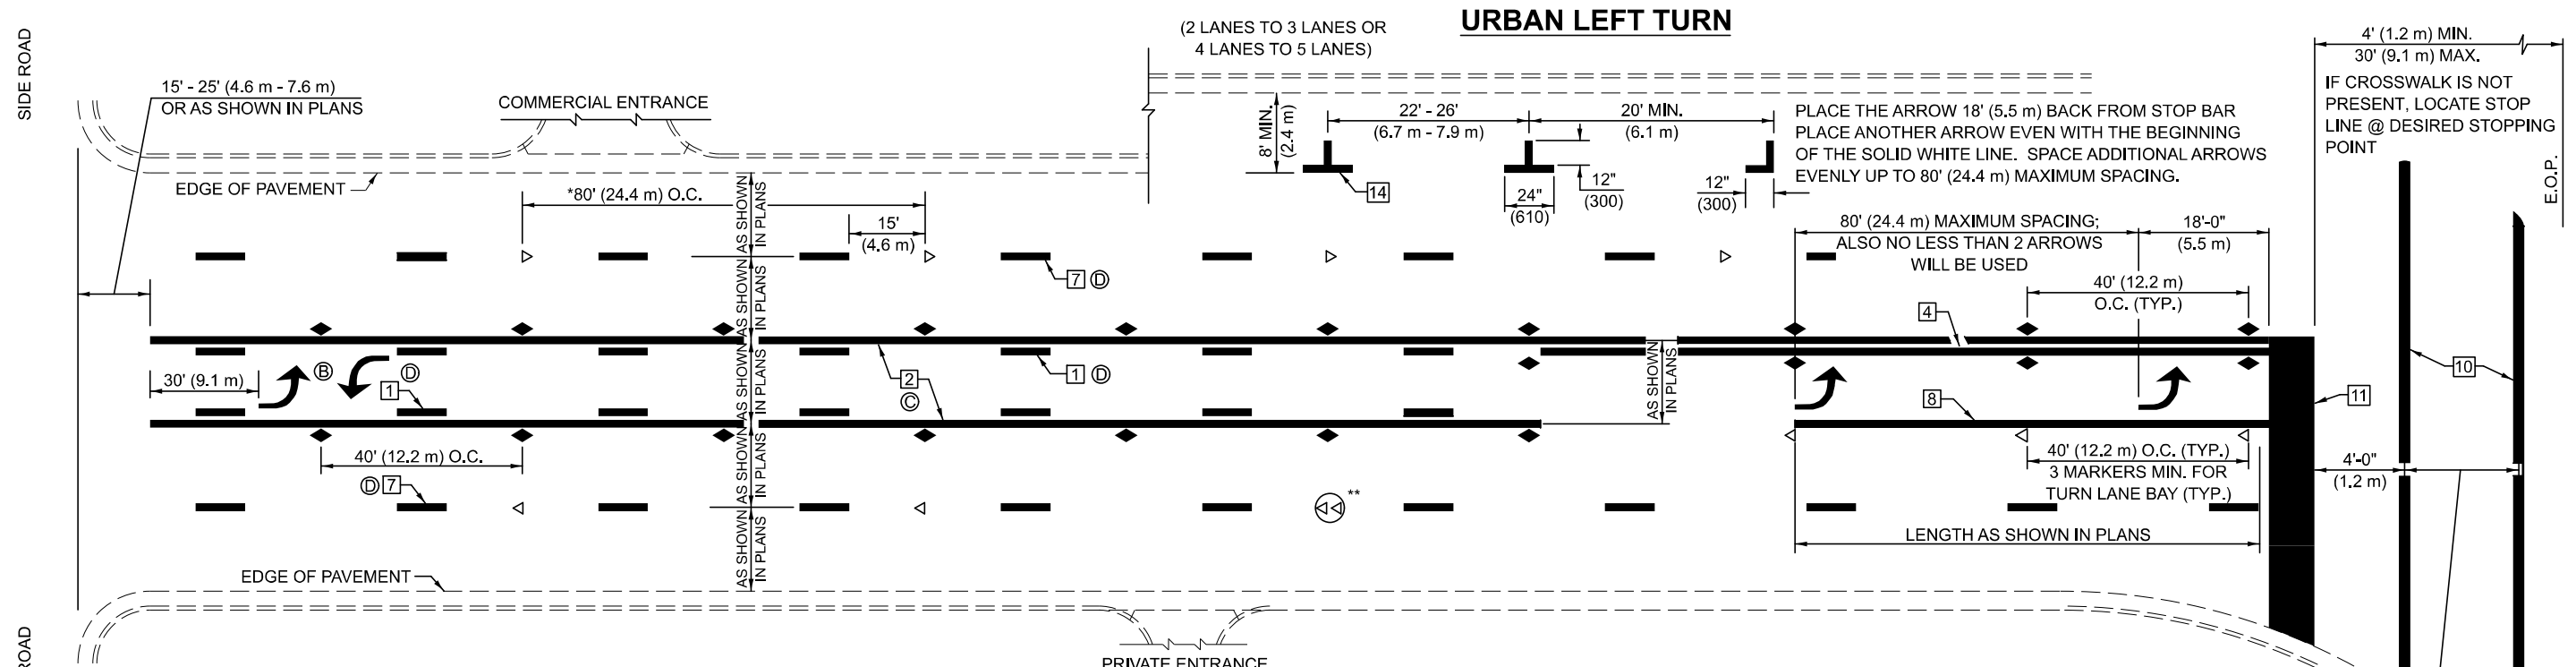 URBAN LEFT TURN
(2 LANES TO 3 LANES OR
4 LANES TO 5 LANES)
SIDE ROAD
15' - 25' (4.6 m - 7.6 m)
OR AS SHOWN IN PLANS
COMMERCIAL ENTRANCE
EDGE OF PAVEMENT
8' MIN.
(2.4 m)
22' - 26'
(6.7 m - 7.9 m)
20' MIN.
(6.1 m)
14
24"
(610)
12"
(300)
12"
(300)
PLACE THE ARROW 18' (5.5 m) BACK FROM STOP BAR
PLACE ANOTHER ARROW EVEN WITH THE BEGINNING
OF THE SOLID WHITE LINE. SPACE ADDITIONAL ARROWS
EVENLY UP TO 80' (24.4 m) MAXIMUM SPACING.
4' (1.2 m) MIN.
30' (9.1 m) MAX.
IF CROSSWALK IS NOT
PRESENT, LOCATE STOP
LINE @ DESIRED STOPPING
POINT
E.O.P.
*80' (24.4 m) O.C.
15'
(4.6 m)
AS SHOWN
IN PLANS
AS SHOWN
IN PLANS
AS SHOWN
IN PLANS
AS SHOWN
IN PLANS
AS SHOWN
IN PLANS
7 D
80' (24.4 m) MAXIMUM SPACING;
ALSO NO LESS THAN 2 ARROWS
WILL BE USED
18'-0"
(5.5 m)
40' (12.2 m)
O.C. (TYP.)
4
30' (9.1 m)
B
D
1
2
C
1 D
AS SHOWN
IN PLANS
8
10
11
40' (12.2 m) O.C.
D 7
**
40' (12.2 m) O.C. (TYP.)
3 MARKERS MIN. FOR
TURN LANE BAY (TYP.)
4'-0"
(1.2 m)
LENGTH AS SHOWN IN PLANS
EDGE OF PAVEMENT
PRIVATE ENTRANCE
ROAD